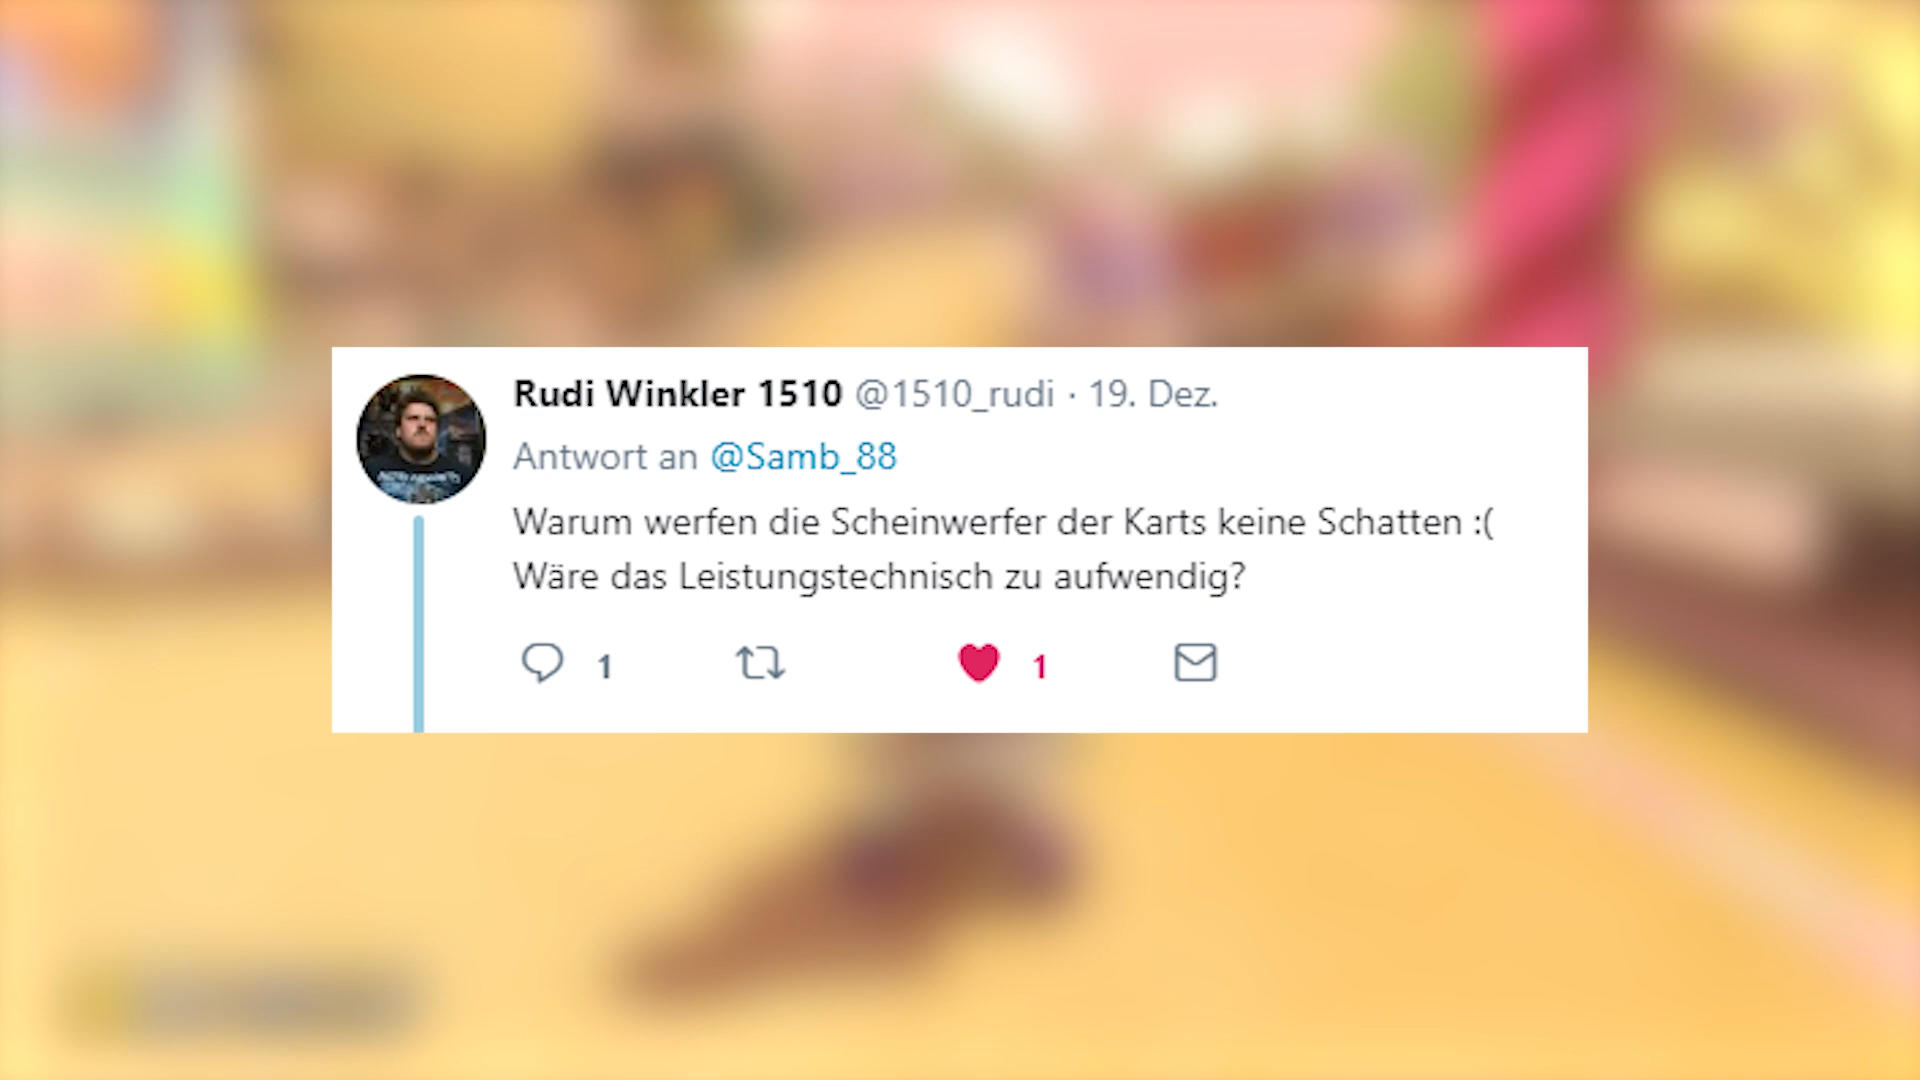 Rudi Winkler 1510 @1510_rudi · 19. Dez.
Antwort an @Samb_88
Warum werfen die Scheinwerfer der Karts keine Schatten :(
Wäre das Leistungstechnisch zu aufwendig?
1 1